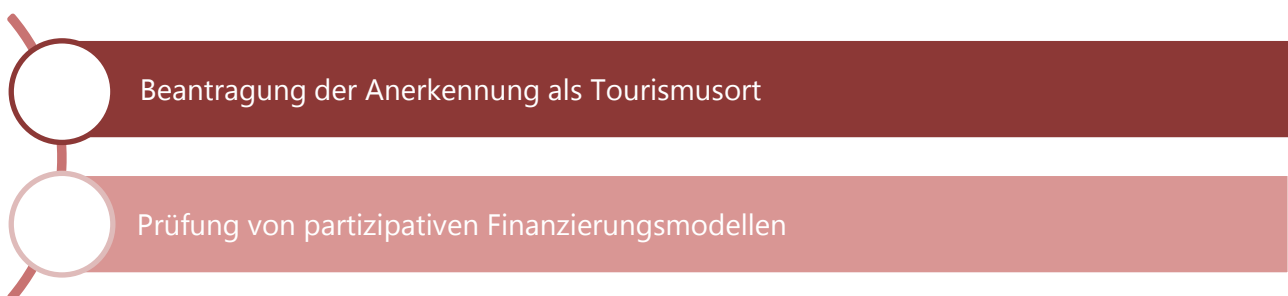 Beantragung der Anerkennung als Tourismusort
Prüfung von partizipativen Finanzierungsmodellen